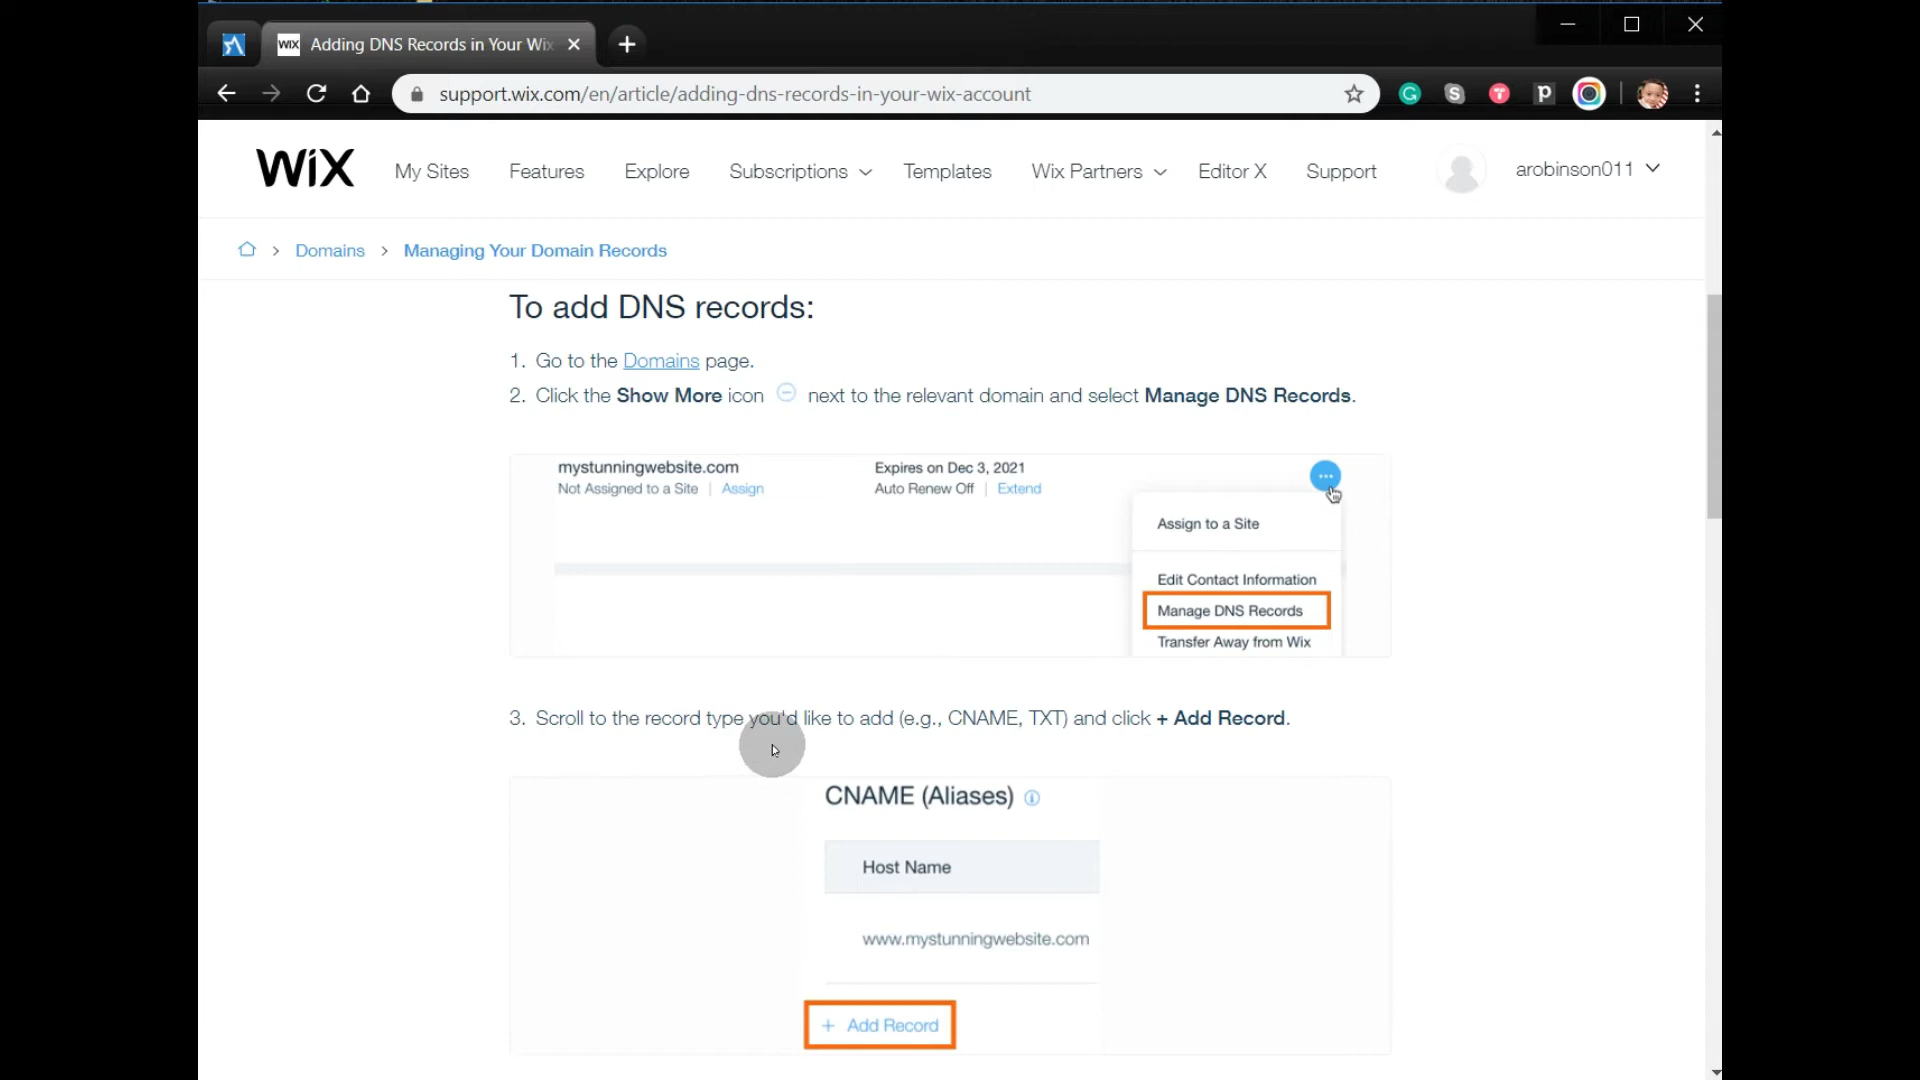 WiX Adding DNS Records in Your Wix
support.wix.com/en/article/adding-dns-records-in-your-wix-account
WiX My Sites Features Explore Subscriptions Templates Wix Partners Editor X Support arobinson011
Domains > Managing Your Domain Records
To add DNS records:
1. Go to the Domains page.
2. Click the Show More icon next to the relevant domain and select Manage DNS Records.
mystunningwebsite.com Expires on Dec 3, 2021
Not Assigned to a Site | Assign Auto Renew Off | Extend
Assign to a Site
Edit Contact Information
Manage DNS Records
Transfer Away from Wix
3. Scroll to the record type you'd like to add (e.g., CNAME, TXT) and click + Add Record.
CNAME (Aliases)
Host Name
www.mystunningwebsite.com
+ Add Record